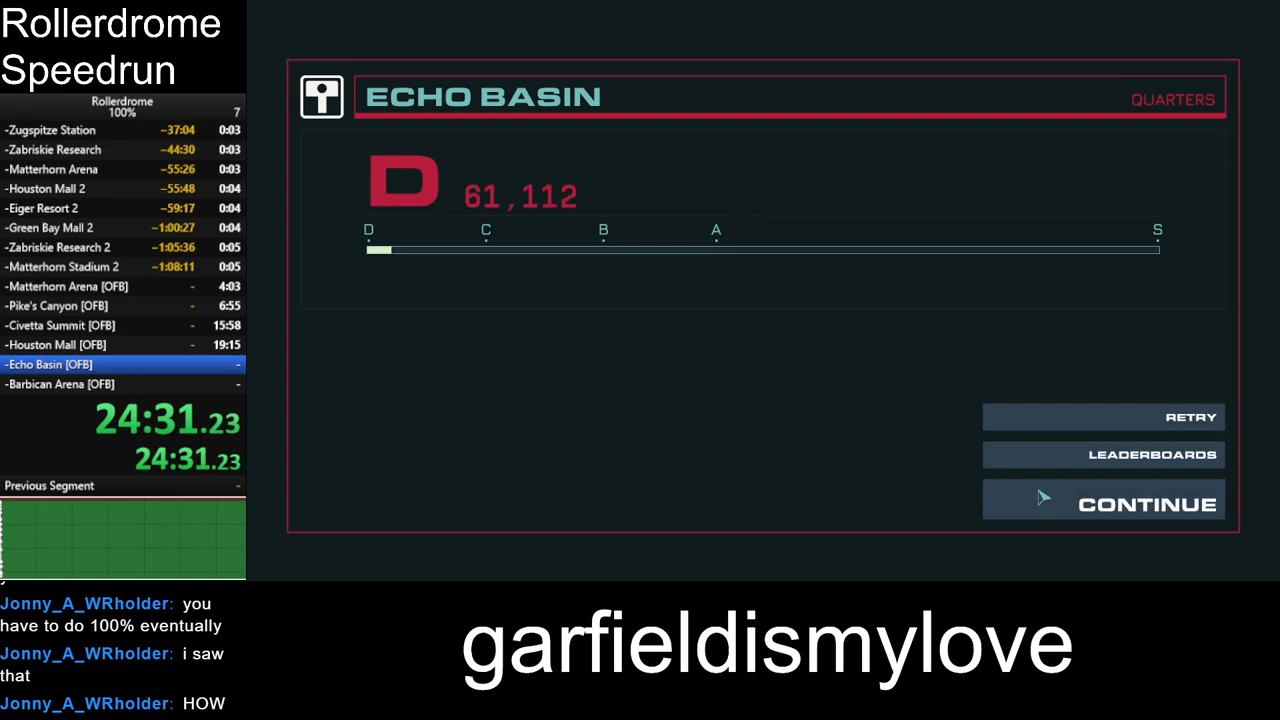 Rollerdrome
Speedrun
Rollerdrome
100% 7
-Zugspitze Station −37:04 0:03
-Zabriskie Research −44:30 0:03
-Matterhorn Arena −55:26 0:03
-Houston Mall 2 −55:48 0:04
-Eiger Resort 2 −59:17 0:04
-Green Bay Mall 2 −1:00:27 0:04
-Zabriskie Research 2 −1:05:36 0:05
-Matterhorn Stadium 2 −1:08:11 0:05
-Matterhorn Arena [OFB] - 4:03
-Pike's Canyon [OFB] - 6:55
-Civetta Summit [OFB] - 15:58
-Houston Mall [OFB] - 19:15
-Echo Basin [OFB] -
-Barbican Arena [OFB] -
24:31.23
24:31.23
Previous Segment -
Jonny_A_WRholder: you
have to do 100% eventually
Jonny_A_WRholder: i saw
that
Jonny_A_WRholder: HOW
ECHO BASIN
QUARTERS
D 61,112
D C B A S
RETRY
LEADERBOARDS
CONTINUE
garfieldismylove